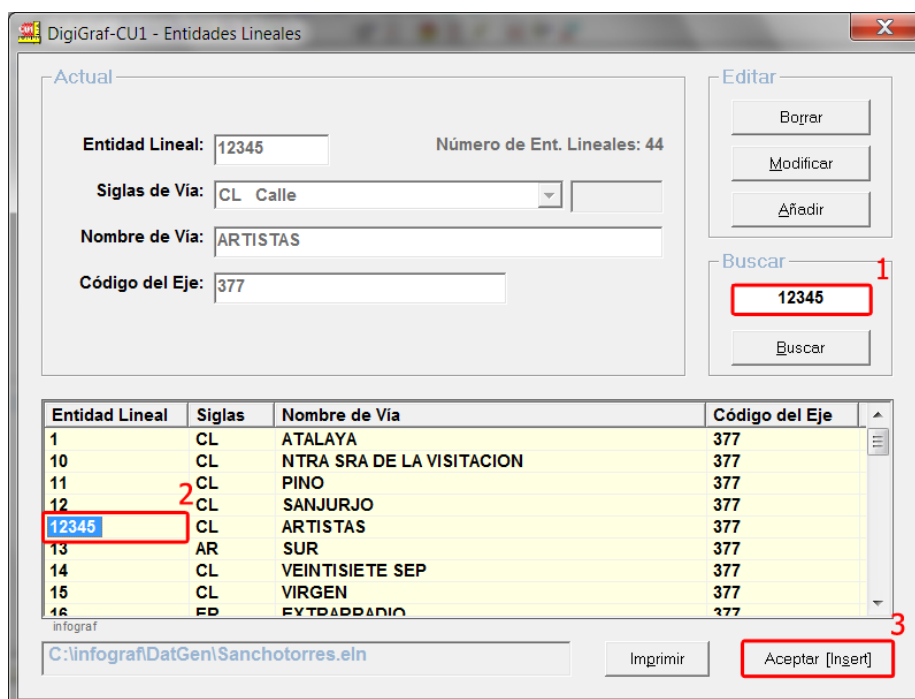 DigiGraf-CU1 - Entidades Lineales
X
Actual
Entidad Lineal: 12345 Número de Ent. Lineales: 44
Siglas de Vía: CL Calle
Nombre de Vía: ARTISTAS
Código del Eje: 377
Editar
Borrar
Modificar
Añadir
Buscar
1
12345
Buscar
Entidad Lineal Siglas Nombre de Vía Código del Eje
1 CL ATALAYA 377
10 CL NTRA SRA DE LA VISITACION 377
11 CL PINO 377
2
12 CL SANJURJO 377
12345 CL ARTISTAS 377
13 AR SUR 377
14 CL VEINTISIETE SEP 377
15 CL VIRGEN 377
16 ER EXTRARRADIO 377
infograf
C:\infograf\DatGen\Sanchotorres.eln
Imprimir
3
Aceptar [Insert]